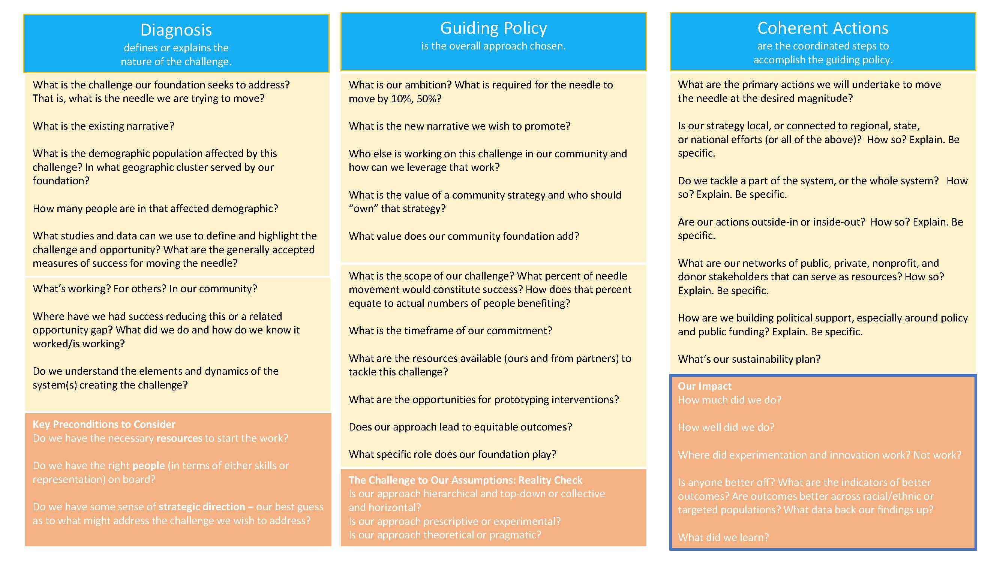 Diagnosis
defines or explains the
nature of the challenge.
What is the challenge our foundation seeks to address?
That is, what is the needle we are trying to move?
What is the existing narrative?
What is the demographic population affected by this
challenge? In what geographic cluster served by our
foundation?
How many people are in that affected demographic?
What studies and data can we use to define and highlight the
challenge and opportunity? What are the generally accepted
measures of success for moving the needle?
What’s working? For others? In our community?
Where have we had success reducing this or a related
opportunity gap? What did we do and how do we know it
worked/is working?
Do we understand the elements and dynamics of the
system(s) creating the challenge?
Key Preconditions to Consider
Do we have the necessary resources to start the work?
Do we have the right people (in terms of either skills or
representation) on board?
Do we have some sense of strategic direction – our best guess
as to what might address the challenge we wish to address?
Guiding Policy
is the overall approach chosen.
What is our ambition? What is required for the needle to
move by 10%, 50%?
What is the new narrative we wish to promote?
Who else is working on this challenge in our community and
how can we leverage that work?
What is the value of a community strategy and who should
“own” that strategy?
What value does our community foundation add?
What is the scope of our challenge? What percent of needle
movement would constitute success? How does that percent
equate to actual numbers of people benefiting?
What is the timeframe of our commitment?
What are the resources available (ours and from partners) to
tackle this challenge?
What are the opportunities for prototyping interventions?
Does our approach lead to equitable outcomes?
What specific role does our foundation play?
The Challenge to Our Assumptions: Reality Check
Is our approach hierarchical and top-down or collective
and horizontal?
Is our approach prescriptive or experimental?
Is our approach theoretical or pragmatic?
Coherent Actions
are the coordinated steps to
accomplish the guiding policy.
What are the primary actions we will undertake to move
the needle at the desired magnitude?
Is our strategy local, or connected to regional, state,
or national efforts (or all of the above)? How so? Explain. Be
specific.
Do we tackle a part of the system, or the whole system? How
so? Explain. Be specific.
Are our actions outside-in or inside-out? How so? Explain. Be
specific.
What are our networks of public, private, nonprofit, and
donor stakeholders that can serve as resources? How so?
Explain. Be specific.
How are we building political support, especially around policy
and public funding? Explain. Be specific.
What’s our sustainability plan?
Our Impact
How much did we do?
How well did we do?
Where did experimentation and innovation work? Not work?
Is anyone better off? What are the indicators of better
outcomes? Are outcomes better across racial/ethnic or
targeted populations? What data back our findings up?
What did we learn?